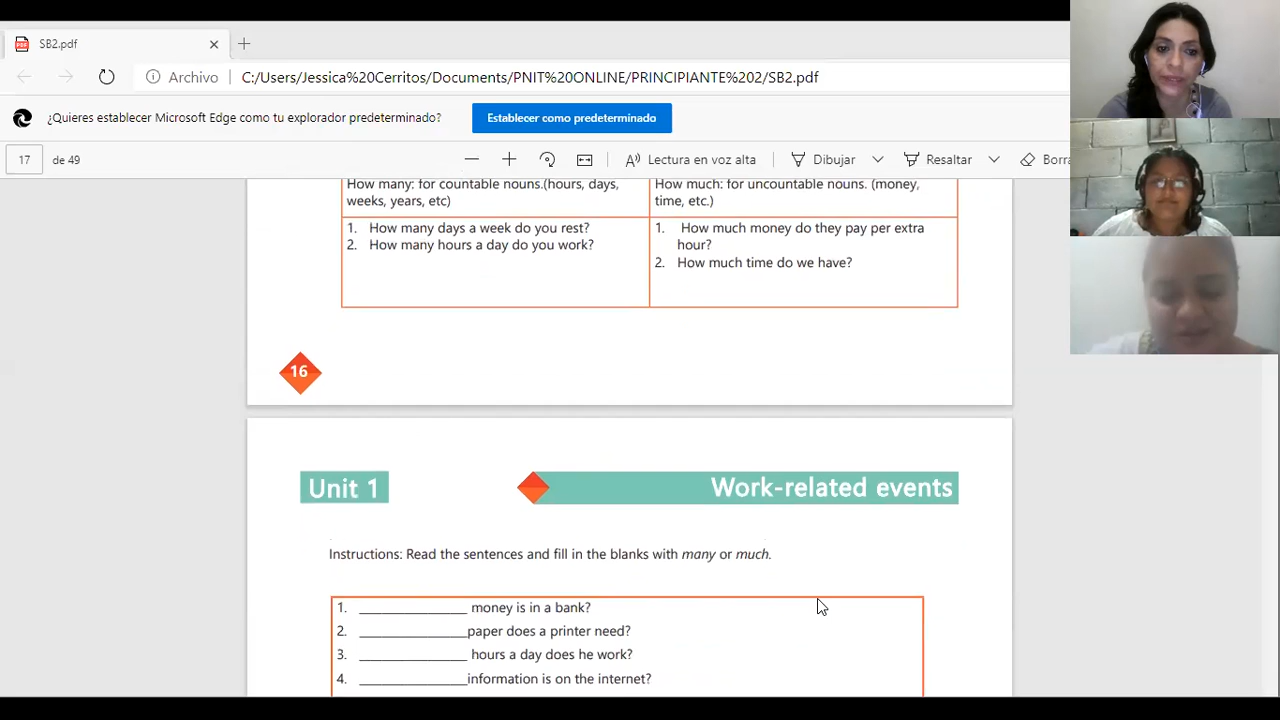 SB2.pdf
Archivo C:/Users/Jessica%20Cerritos/Documents/PNIT%20ONLINE/PRINCIPIANTE%202/SB2.pdf
¿Quieres establecer Microsoft Edge como tu explorador predeterminado? Establecer como predeterminado
17 de 49 Lectura en voz alta Dibujar Resaltar Borra
How many: for countable nouns.(hours, days,
weeks, years, etc)
How much: for uncountable nouns. (money,
time, etc.)
1. How many days a week do you rest?
2. How many hours a day do you work?
1. How much money do they pay per extra
hour?
2. How much time do we have?
16
Unit 1
Work-related events
Instructions: Read the sentences and fill in the blanks with many or much.
1. _________________ money is in a bank?
2. _________________paper does a printer need?
3. _________________ hours a day does he work?
4. _________________information is on the internet?